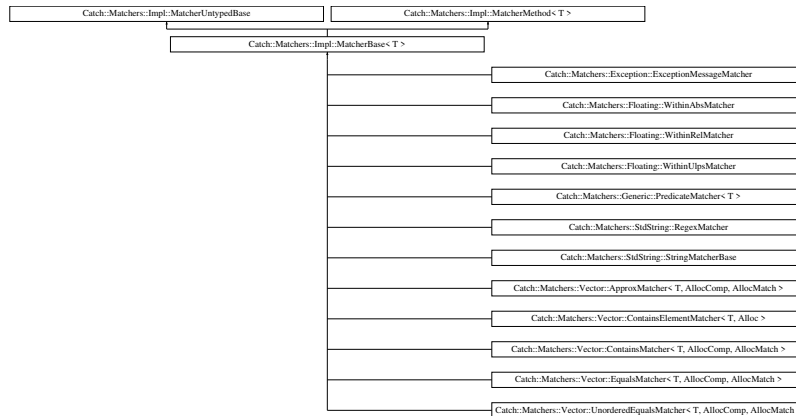 Catch::Matchers::Impl::MatcherUntypedBase
Catch::Matchers::Impl::MatcherMethod< T >
Catch::Matchers::Impl::MatcherBase< T >
Catch::Matchers::Exception::ExceptionMessageMatcher
Catch::Matchers::Floating::WithinAbsMatcher
Catch::Matchers::Floating::WithinRelMatcher
Catch::Matchers::Floating::WithinUlpsMatcher
Catch::Matchers::Generic::PredicateMatcher< T >
Catch::Matchers::StdString::RegexMatcher
Catch::Matchers::StdString::StringMatcherBase
Catch::Matchers::Vector::ApproxMatcher< T, AllocComp, AllocMatch >
Catch::Matchers::Vector::ContainsElementMatcher< T, Alloc >
Catch::Matchers::Vector::ContainsMatcher< T, AllocComp, AllocMatch >
Catch::Matchers::Vector::EqualsMatcher< T, AllocComp, AllocMatch >
Catch::Matchers::Vector::UnorderedEqualsMatcher< T, AllocComp, AllocMatch